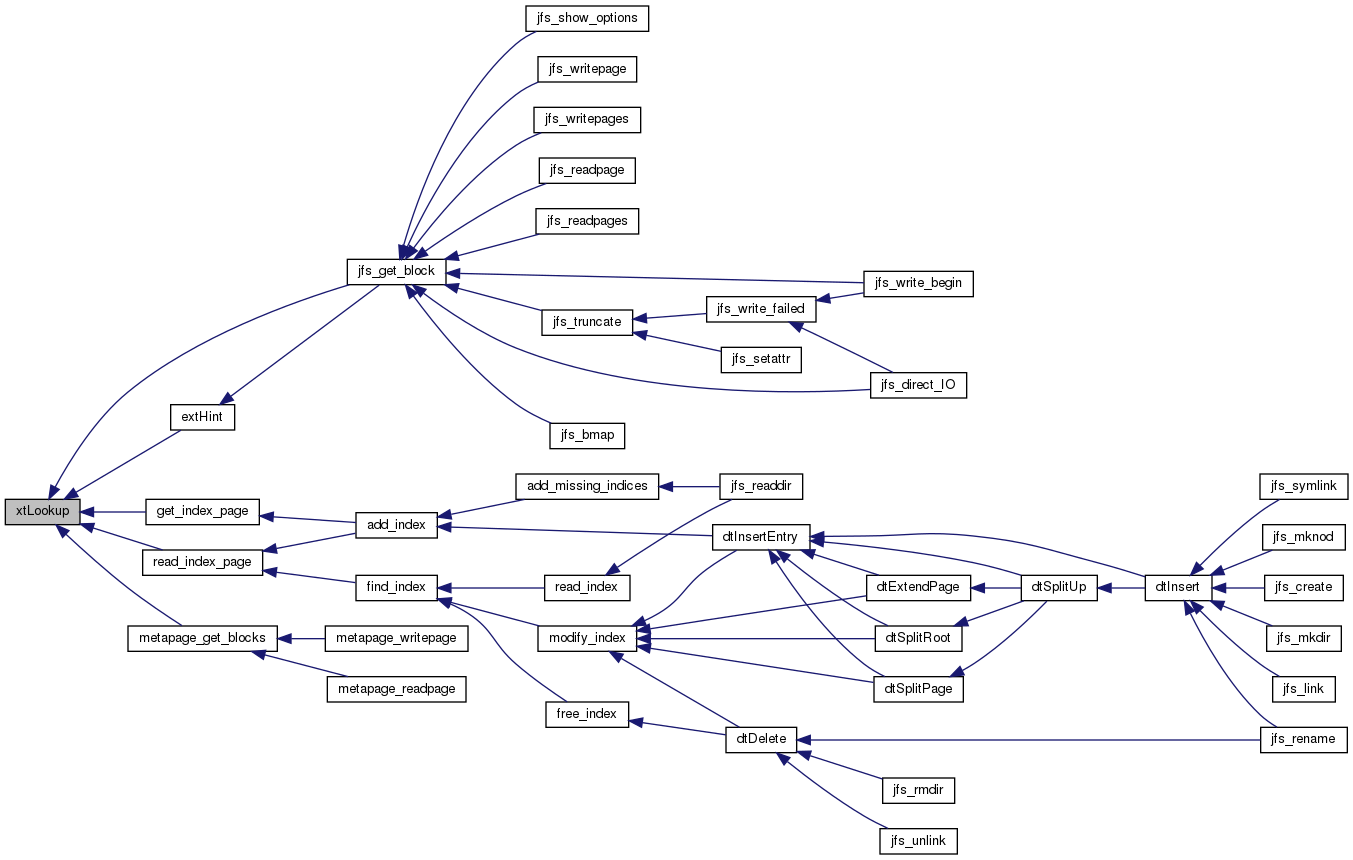 jfs_show_options
jfs_writepage
jfs_writepages
jfs_readpage
jfs_readpages
jfs_get_block
jfs_write_begin
jfs_write_failed
jfs_truncate
jfs_setattr
jfs_direct_IO
extHint
jfs_bmap
add_missing_indices
jfs_readdir
jfs_symlink
xtLookup
get_index_page
add_index
dtInsertEntry
jfs_mknod
read_index_page
find_index
read_index
dtExtendPage
dtSplitUp
dtInsert
jfs_create
metapage_get_blocks
metapage_writepage
modify_index
dtSplitRoot
jfs_mkdir
metapage_readpage
dtSplitPage
jfs_link
free_index
dtDelete
jfs_rename
jfs_rmdir
jfs_unlink